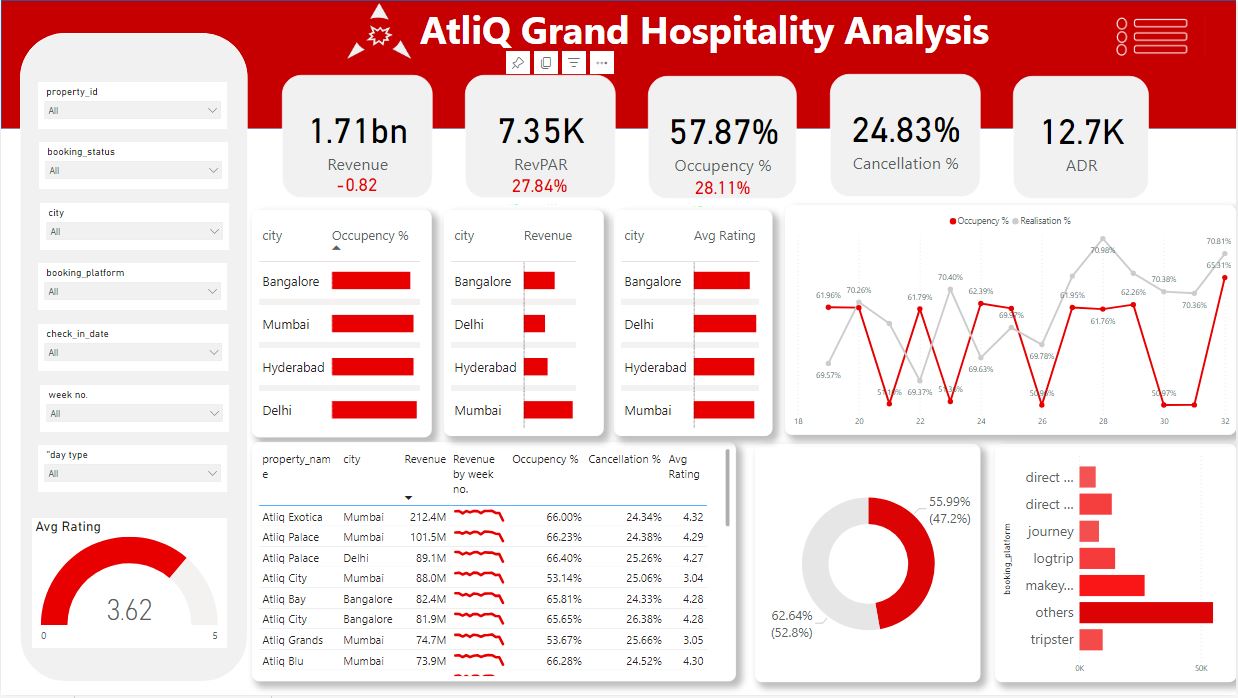 AtliQ Grand Hospitality Analysis
property_id
All
booking_status
All
city
All
booking_platform
All
check_in_date
All
week no.
All
"day type
All
Avg Rating
3.62
0
5
1.71bn
Revenue
-0.82
7.35K
RevPAR
27.84%
57.87%
Occupancy %
28.11%
24.83%
Cancellation %
12.7K
ADR
city Occupancy %
Bangalore
Mumbai
Hyderabad
Delhi
city Revenue
Bangalore
Delhi
Hyderabad
Mumbai
city Avg Rating
Bangalore
Delhi
Hyderabad
Mumbai
Occupancy % Realisation %
61.96%
70.26%
61.79%
70.40%
62.39%
69.97%
61.95%
70.98%
62.26%
70.38%
70.81%
65.31%
69.57%
69.37%
69.63%
69.78%
61.76%
70.36%
50.97%
18 20 22 24 26 28 30 32
property_nam
e
city Revenue Revenue
by week
no.
Occupancy % Cancellation % Avg
Rating
Atliq Exotica Mumbai 212.4M 66.00% 24.34% 4.32
Atliq Palace Mumbai 101.5M 66.23% 24.38% 4.29
Atliq Palace Delhi 89.1M 66.40% 25.26% 4.27
Atliq City Mumbai 88.0M 53.14% 25.06% 3.04
Atliq Bay Bangalore 82.4M 65.81% 24.33% 4.28
Atliq City Bangalore 81.9M 65.65% 26.38% 4.28
Atliq Grands Mumbai 74.7M 53.67% 25.66% 3.05
Atliq Blu Mumbai 73.9M 66.28% 24.52% 4.30
55.99%
(47.2%)
62.64%
(52.8%)
booking_platform
direct ...
direct ...
journey
logtrip
makey...
others
tripster
0K 50K